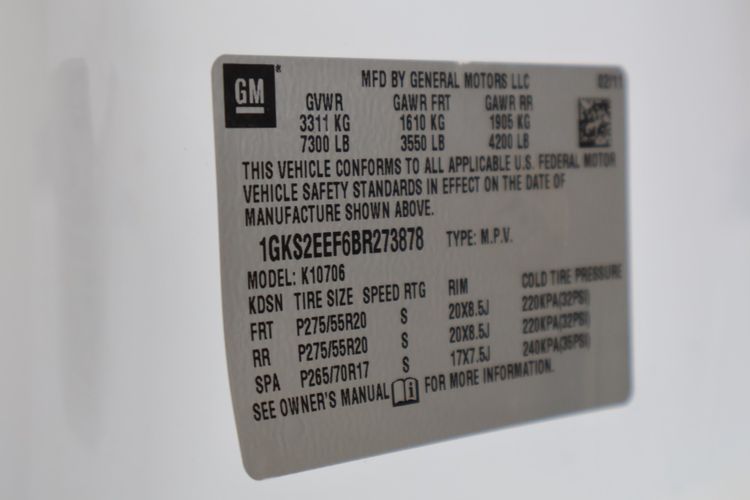 GM
MFD BY GENERAL MOTORS LLC 02/11
GVWR GAWR FRT GAWR RR
3311 KG 1610 KG 1905 KG
7300 LB 3550 LB 4200 LB
THIS VEHICLE CONFORMS TO ALL APPLICABLE U.S. FEDERAL MOTOR
VEHICLE SAFETY STANDARDS IN EFFECT ON THE DATE OF
MANUFACTURE SHOWN ABOVE.
1GKS2EEF6BR273878 TYPE: M.P.V.
MODEL: K10706
KDSN TIRE SIZE SPEED RTG RIM COLD TIRE PRESSURE
FRT P275/55R20 S 20X8.5J 220KPA(32PSI)
RR P275/55R20 S 20X8.5J 220KPA(32PSI)
SPA P265/70R17 S 17X7.5J 240KPA(35PSI)
SEE OWNER'S MANUAL FOR MORE INFORMATION.